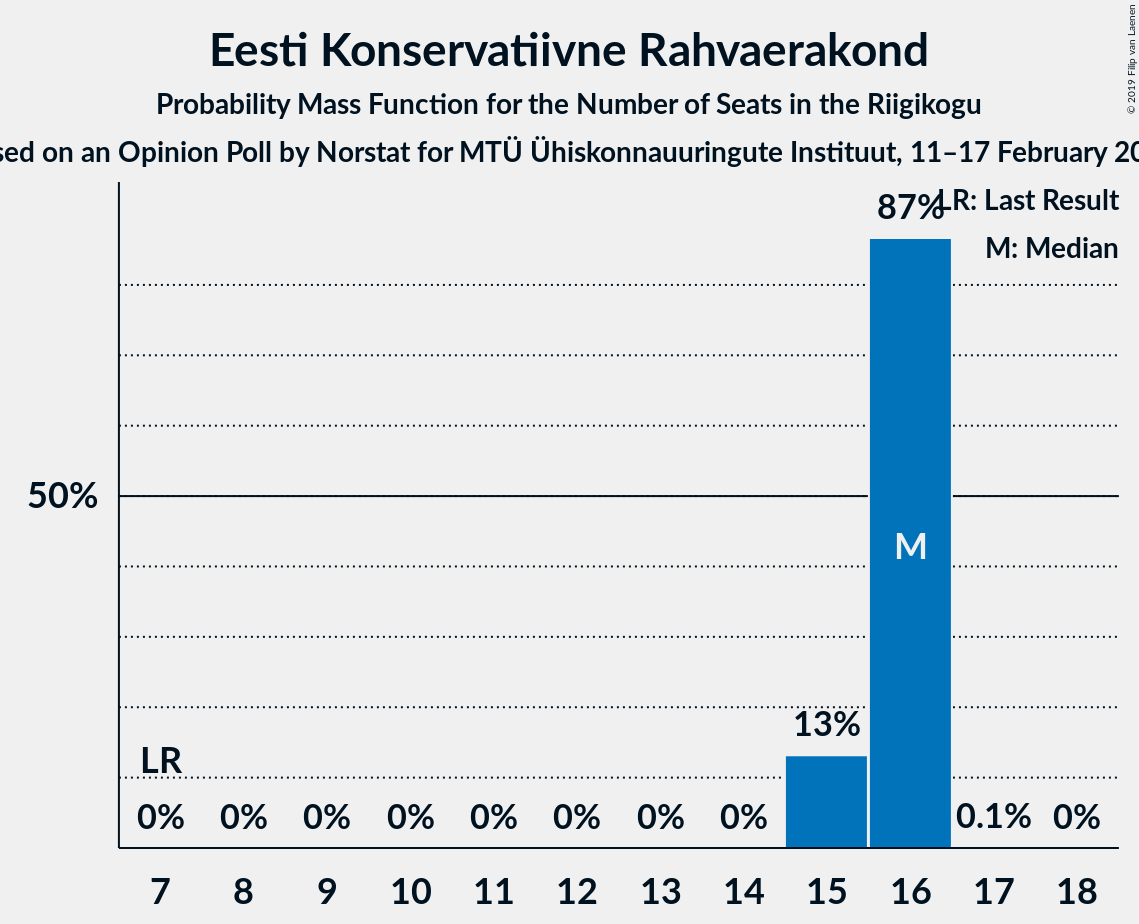 Eesti Konservatiivne Rahvaerakond
Probability Mass Function for the Number of Seats in the Riigikogu
sed on an Opinion Poll by Norstat for MTÜ Ühiskonnauuringute Instituut, 11–17 February 20
© 2019 Filip van Laenen
87%
LR: Last Result
M: Median
50%
M
13%
LR
0% 0% 0% 0% 0% 0% 0% 0% 0.1% 0%
7 8 9 10 11 12 13 14 15 16 17 18